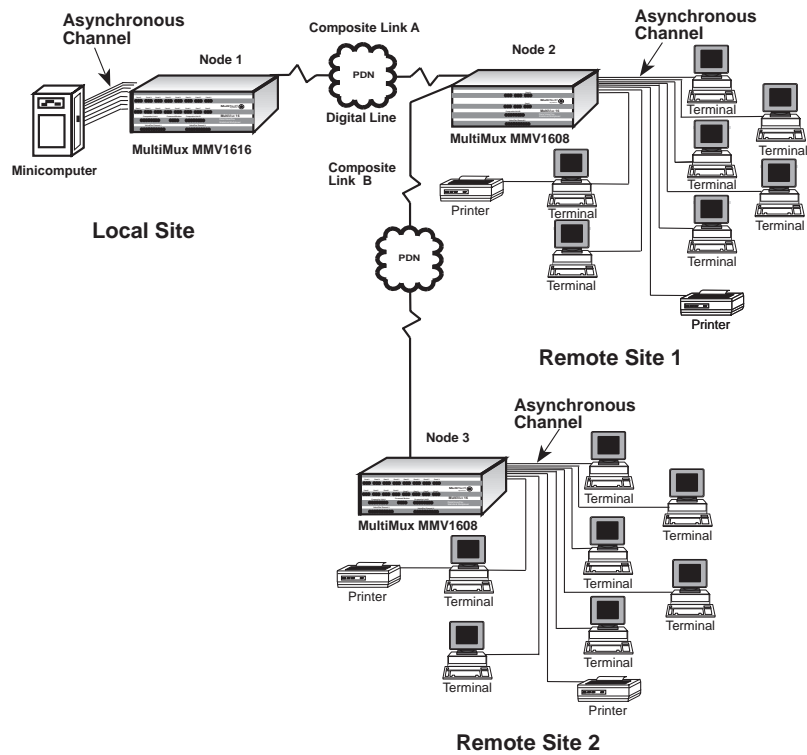 Asynchronous
Channel
Node 1
Composite Link A
PDN
Digital Line
Node 2
Asynchronous
Channel
Minicomputer
MultiMux MMV1616
MultiMux MMV1608
Terminal
Terminal
Terminal
Terminal
Terminal
Composite
Link B
Printer
Terminal
Terminal
Local Site
PDN
Printer
Remote Site 1
Asynchronous
Channel
Node 3
MultiMux MMV1608
Terminal
Terminal
Terminal
Terminal
Terminal
Printer
Terminal
Terminal
Printer
Remote Site 2